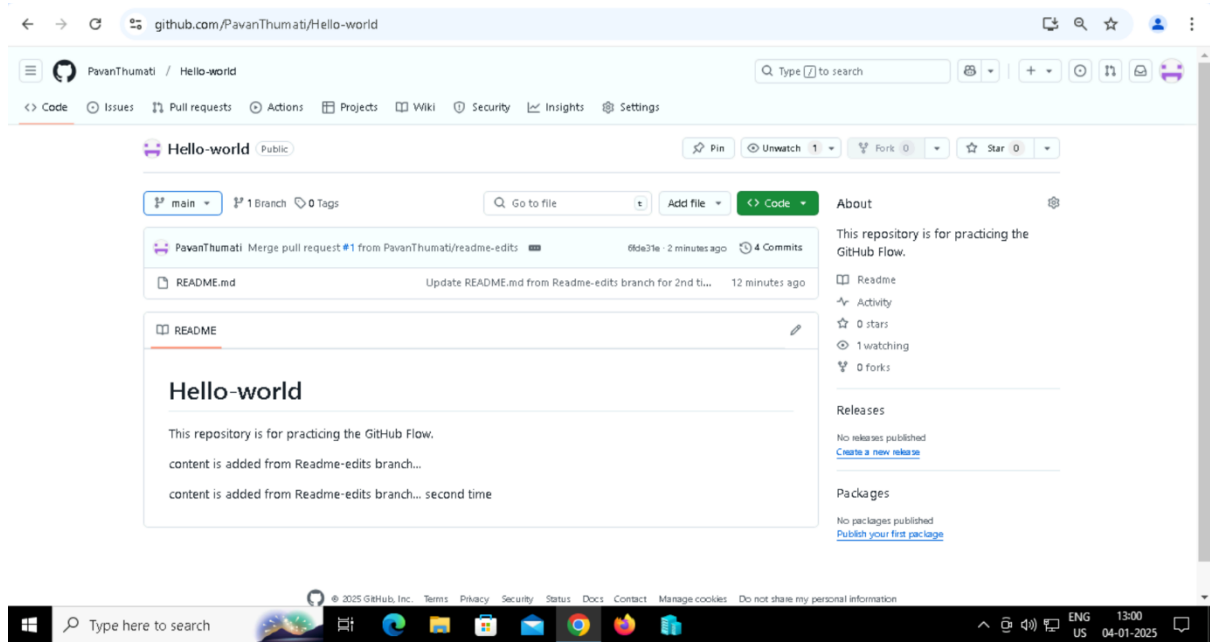 github.com/PavanThumati/Hello-world
PavanThumati / Hello-world
Type / to search
Code Issues Pull requests Actions Projects Wiki Security Insights Settings
Hello-world Public
Pin Unwatch 1 Fork 0 Star 0
main 1 Branch 0 Tags Go to file t Add file Code
PavanThumati Merge pull request #1 from PavanThumati/readme-edits 6fde31e · 2 minutes ago 4 Commits
README.md Update README.md from Readme-edits branch for 2nd ti... 12 minutes ago
README
Hello-world
This repository is for practicing the GitHub Flow.
content is added from Readme-edits branch...
content is added from Readme-edits branch... second time
About
This repository is for practicing the
GitHub Flow.
Readme
Activity
0 stars
1 watching
0 forks
Releases
No releases published
Create a new release
Packages
No packages published
Publish your first package
© 2025 GitHub, Inc. Terms Privacy Security Status Docs Contact Manage cookies Do not share my personal information
Type here to search
ENG
US
13:00
04-01-2025